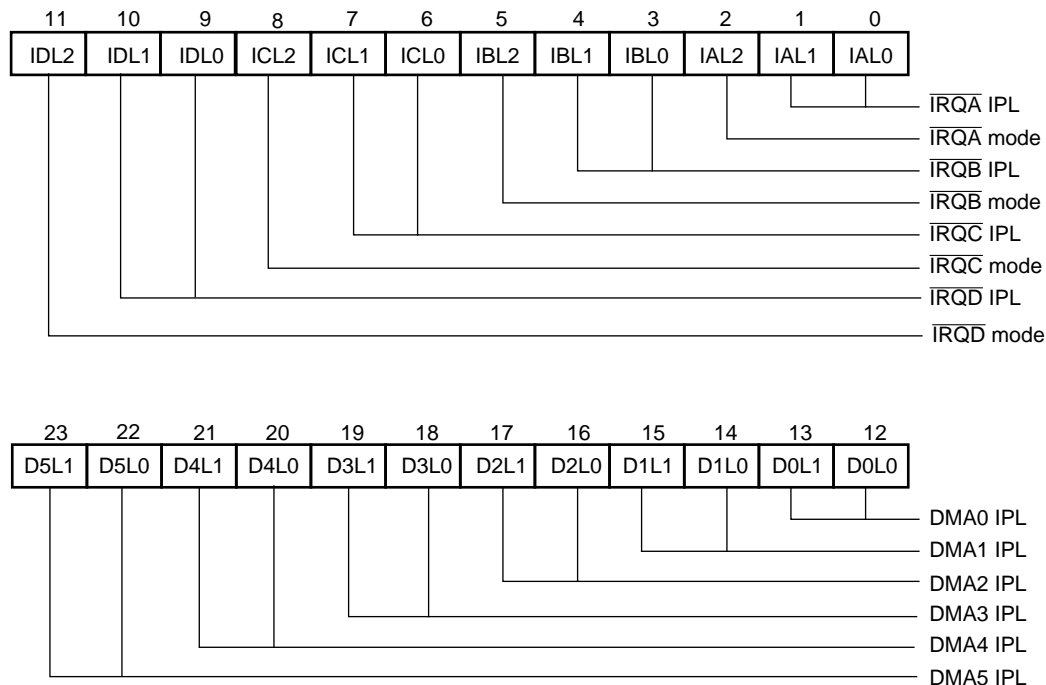 11 10 9 8 7 6 5 4 3 2 1 0
IDL2 IDL1 IDL0 ICL2 ICL1 ICL0 IBL2 IBL1 IBL0 IAL2 IAL1 IAL0
IRQA IPL
IRQA mode
IRQB IPL
IRQB mode
IRQC IPL
IRQC mode
IRQD IPL
IRQD mode
23 22 21 20 19 18 17 16 15 14 13 12
D5L1 D5L0 D4L1 D4L0 D3L1 D3L0 D2L1 D2L0 D1L1 D1L0 D0L1 D0L0
DMA0 IPL
DMA1 IPL
DMA2 IPL
DMA3 IPL
DMA4 IPL
DMA5 IPL